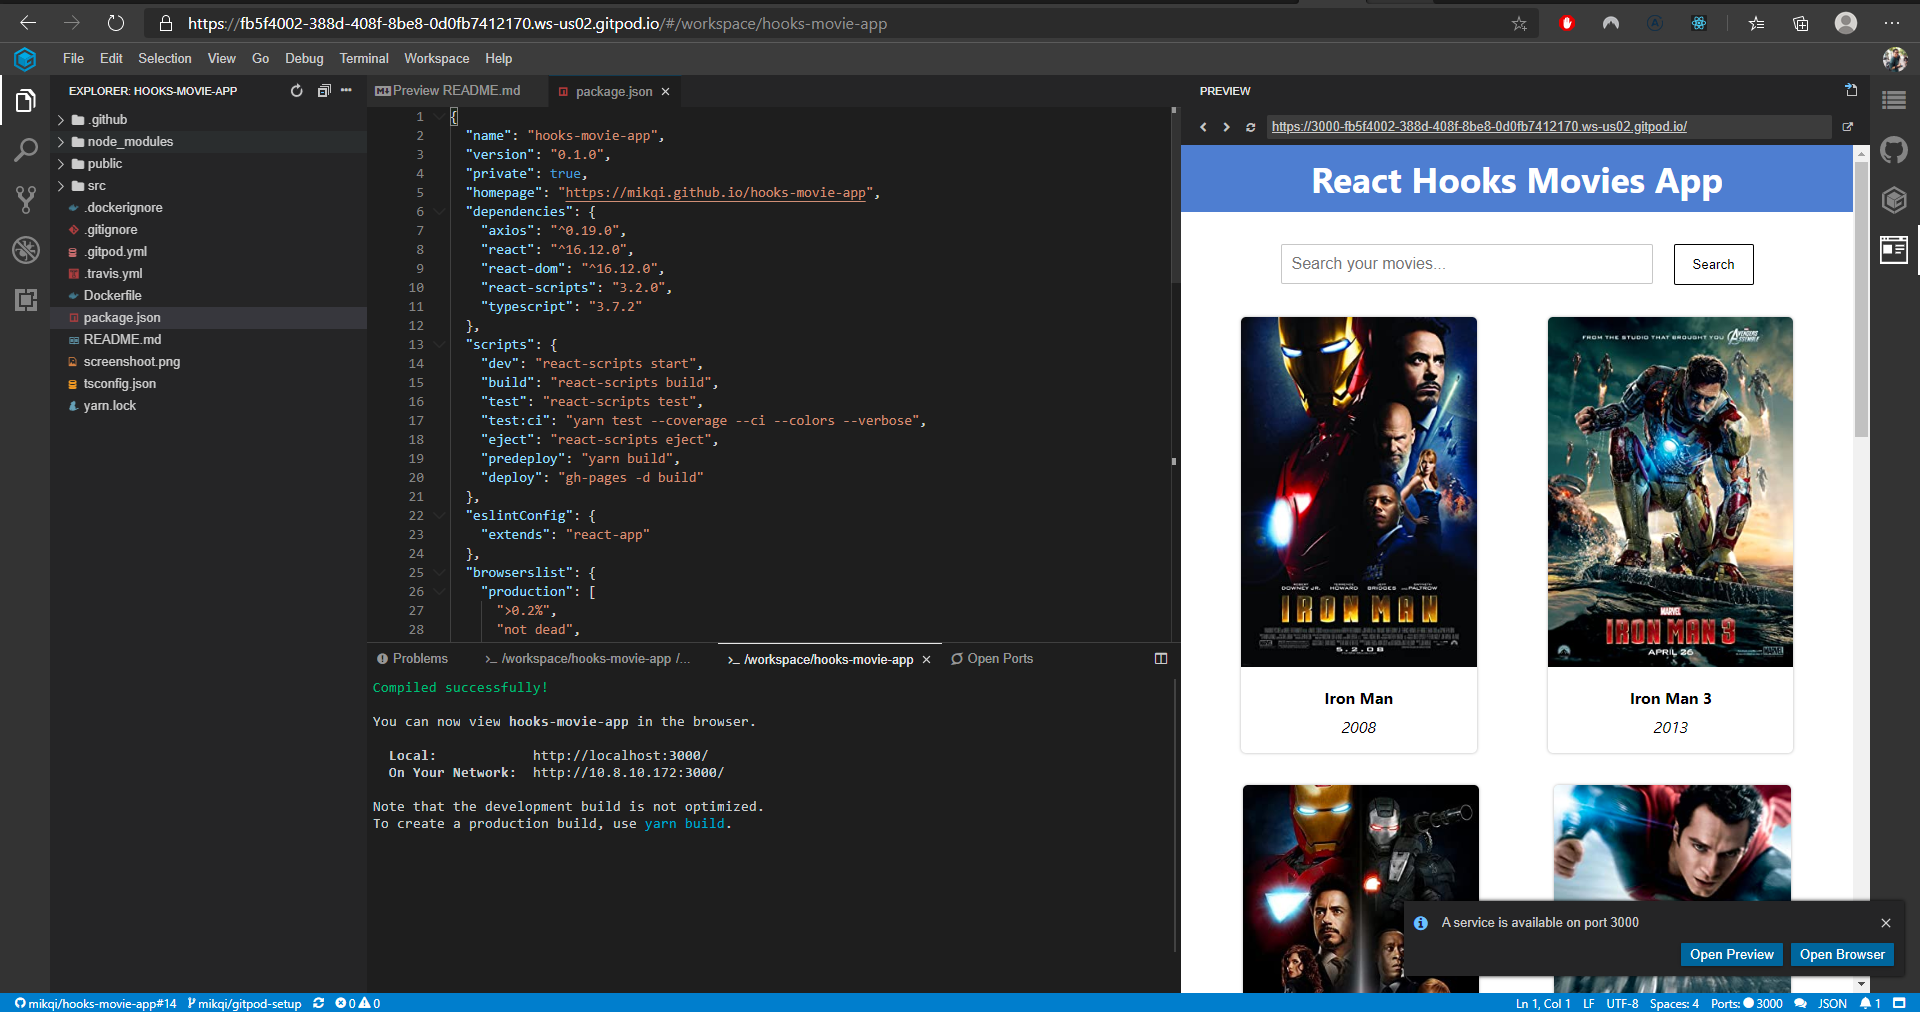 https://fb5f4002-388d-408f-8be8-0d0fb7412170.ws-us02.gitpod.io/#/workspace/hooks-movie-app
File Edit Selection View Go Debug Terminal Workspace Help
EXPLORER: HOOKS-MOVIE-APP
.github
node_modules
public
src
.dockerignore
.gitignore
.gitpod.yml
.travis.yml
Dockerfile
package.json
README.md
screenshoot.png
tsconfig.json
yarn.lock
Preview README.md
package.json
1 {
2 "name": "hooks-movie-app",
3 "version": "0.1.0",
4 "private": true,
5 "homepage": "https://mikqi.github.io/hooks-movie-app",
6 "dependencies": {
7 "axios": "^0.19.0",
8 "react": "^16.12.0",
9 "react-dom": "^16.12.0",
10 "react-scripts": "3.2.0",
11 "typescript": "3.7.2"
12 },
13 "scripts": {
14 "dev": "react-scripts start",
15 "build": "react-scripts build",
16 "test": "react-scripts test",
17 "test:ci": "yarn test --coverage --ci --colors --verbose",
18 "eject": "react-scripts eject",
19 "predeploy": "yarn build",
20 "deploy": "gh-pages -d build"
21 },
22 "eslintConfig": {
23 "extends": "react-app"
24 },
25 "browserslist": {
26 "production": [
27 ">0.2%",
28 "not dead",
Problems
/workspace/hooks-movie-app /...
/workspace/hooks-movie-app
Open Ports
Compiled successfully!
You can now view hooks-movie-app in the browser.
Local: http://localhost:3000/
On Your Network: http://10.8.10.172:3000/
Note that the development build is not optimized.
To create a production build, use yarn build.
PREVIEW
https://3000-fb5f4002-388d-408f-8be8-0d0fb7412170.ws-us02.gitpod.io/
React Hooks Movies App
Search your movies...
Search
ROBERT DOWNEY JR. TERRENCE HOWARD JEFF BRIDGES GWYNETH PALTROW
IRON MAN
5.2.08
Iron Man
2008
FROM THE STUDIO THAT BROUGHT YOU AVENGERS ASSEMBLE
MARVEL
IRON MAN 3
APRIL 26
MARVEL
Iron Man 3
2013
A service is available on port 3000
Open Preview
Open Browser
mikqi/hooks-movie-app#14 mikqi/gitpod-setup 0 0
Ln 1, Col 1 LF UTF-8 Spaces: 4 Ports: 3000 JSON 1